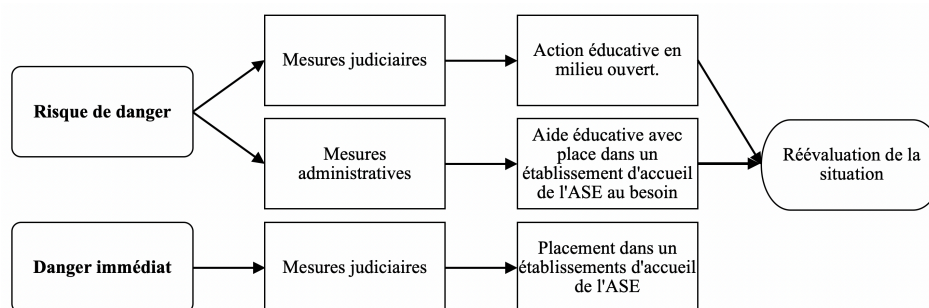 Risque de danger
Mesures judiciaires
Action éducative en
milieu ouvert.
Mesures
administratives
Aide éducative avec
place dans un
établissement d'accueil
de l'ASE au besoin
Réévaluation de la
situation
Danger immédiat
Mesures judiciaires
Placement dans un
établissements d'accueil
de l'ASE